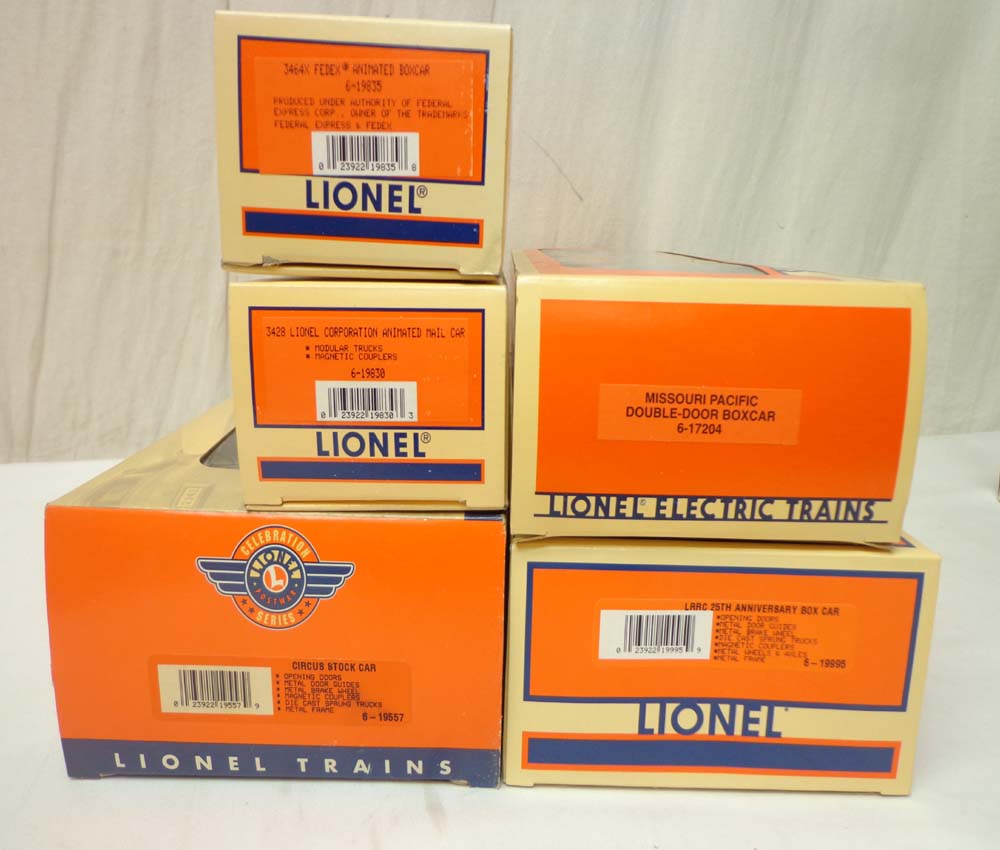 3464X FEDEX® ANIMATED BOXCAR
6-19835
PRODUCED UNDER AUTHORITY OF FEDERAL
EXPRESS CORP., OWNER OF THE TRADEMARKS
FEDERAL EXPRESS & FEDEX
0 23922 19835 8
LIONEL®
3428 LIONEL CORPORATION ANIMATED MAIL CAR
* MODULAR TRUCKS
* MAGNETIC COUPLERS
6-19830
0 23922 19830 3
LIONEL®
MISSOURI PACIFIC
DOUBLE-DOOR BOXCAR
6-17204
LIONEL® ELECTRIC TRAINS
CELEBRATION
LIONEL
L
POSTWAR
SERIES
CIRCUS STOCK CAR
* OPENING DOORS
* METAL DOOR GUIDES
* METAL BRAKE WHEEL
* MAGNETIC COUPLERS
* DIE CAST SPRUNG TRUCKS
* METAL FRAME
6-19557
0 23922 19557 9
LIONEL TRAINS
LRRC 25TH ANNIVERSARY BOX CAR
*OPENING DOORS
*METAL DOOR GUIDES
*METAL BRAKE WHEEL
*DIE CAST SPRUNG TRUCKS
*MAGNETIC COUPLERS
*METAL WHEELS & AXLES
*METAL FRAME
6-19995
0 23922 19995 9
LIONEL